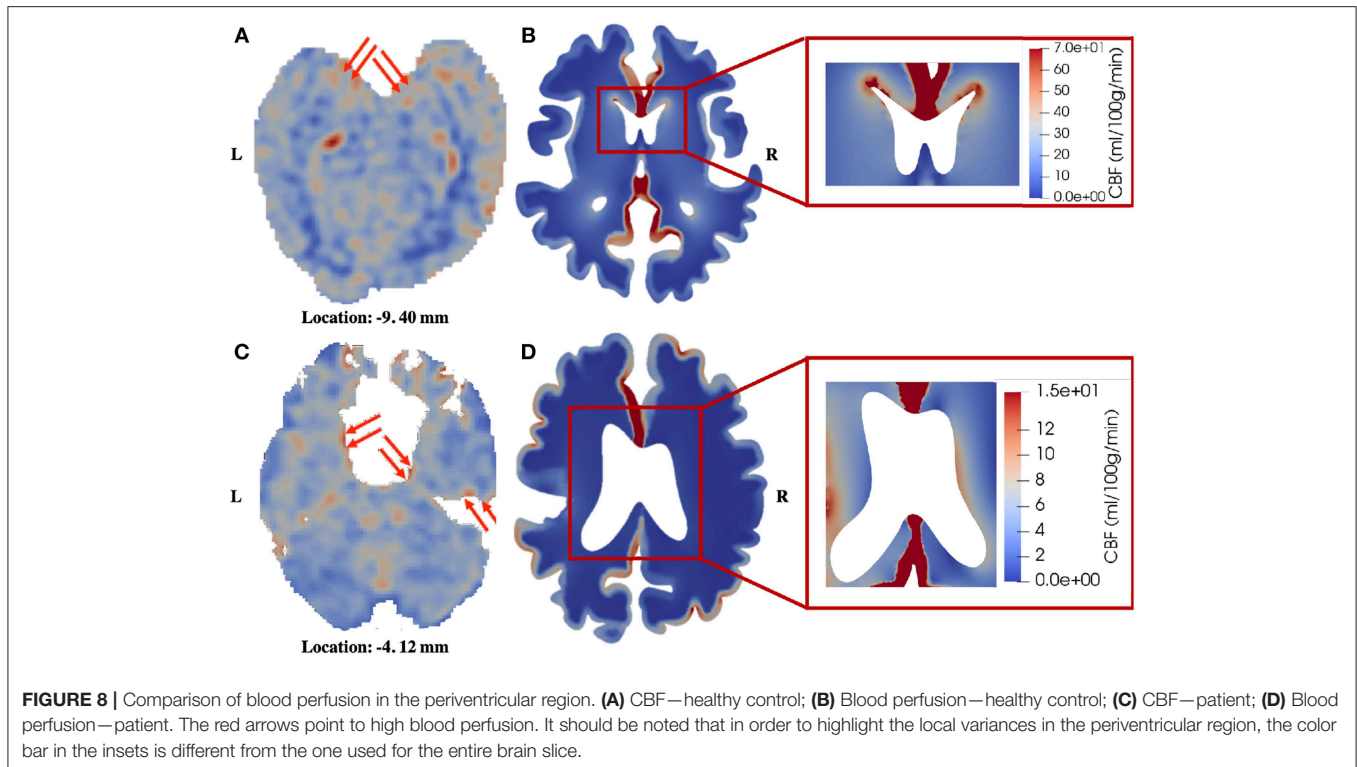 A
B
L
R
7.0e+01
60
50
40
30
20
10
0.0e+00
CBF (ml/100g/min)
Location: -9. 40 mm
C
D
L
R
1.5e+01
12
10
8
6
4
2
0.0e+00
CBF (ml/100g/min)
Location: -4. 12 mm
FIGURE 8 | Comparison of blood perfusion in the periventricular region. (A) CBF—healthy control; (B) Blood perfusion—healthy control; (C) CBF—patient; (D) Blood
perfusion—patient. The red arrows point to high blood perfusion. It should be noted that in order to highlight the local variances in the periventricular region, the color
bar in the insets is different from the one used for the entire brain slice.